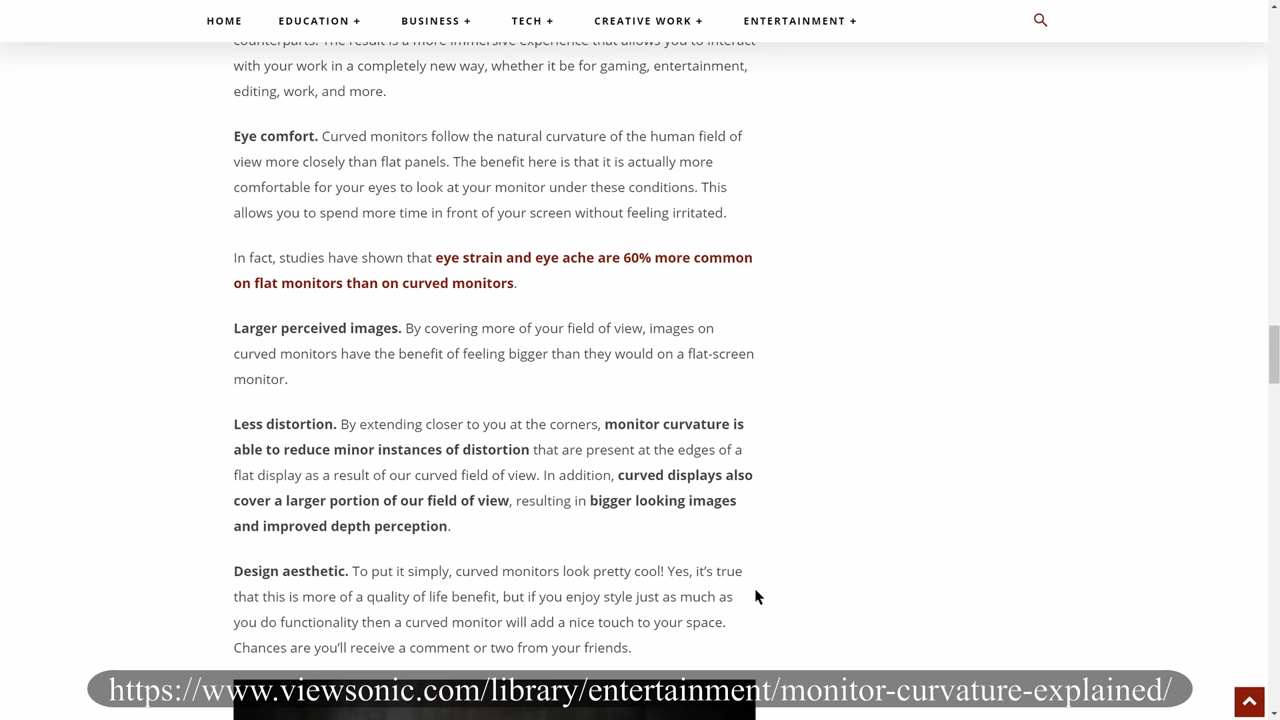 HOME EDUCATION + BUSINESS + TECH + CREATIVE WORK + ENTERTAINMENT +
counterparts. The result is a more immersive experience that allows you to interact
with your work in a completely new way, whether it be for gaming, entertainment,
editing, work, and more.
Eye comfort. Curved monitors follow the natural curvature of the human field of
view more closely than flat panels. The benefit here is that it is actually more
comfortable for your eyes to look at your monitor under these conditions. This
allows you to spend more time in front of your screen without feeling irritated.
In fact, studies have shown that eye strain and eye ache are 60% more common
on flat monitors than on curved monitors.
Larger perceived images. By covering more of your field of view, images on
curved monitors have the benefit of feeling bigger than they would on a flat-screen
monitor.
Less distortion. By extending closer to you at the corners, monitor curvature is
able to reduce minor instances of distortion that are present at the edges of a
flat display as a result of our curved field of view. In addition, curved displays also
cover a larger portion of our field of view, resulting in bigger looking images
and improved depth perception.
Design aesthetic. To put it simply, curved monitors look pretty cool! Yes, it’s true
that this is more of a quality of life benefit, but if you enjoy style just as much as
you do functionality then a curved monitor will add a nice touch to your space.
Chances are you’ll receive a comment or two from your friends.
https://www.viewsonic.com/library/entertainment/monitor-curvature-explained/